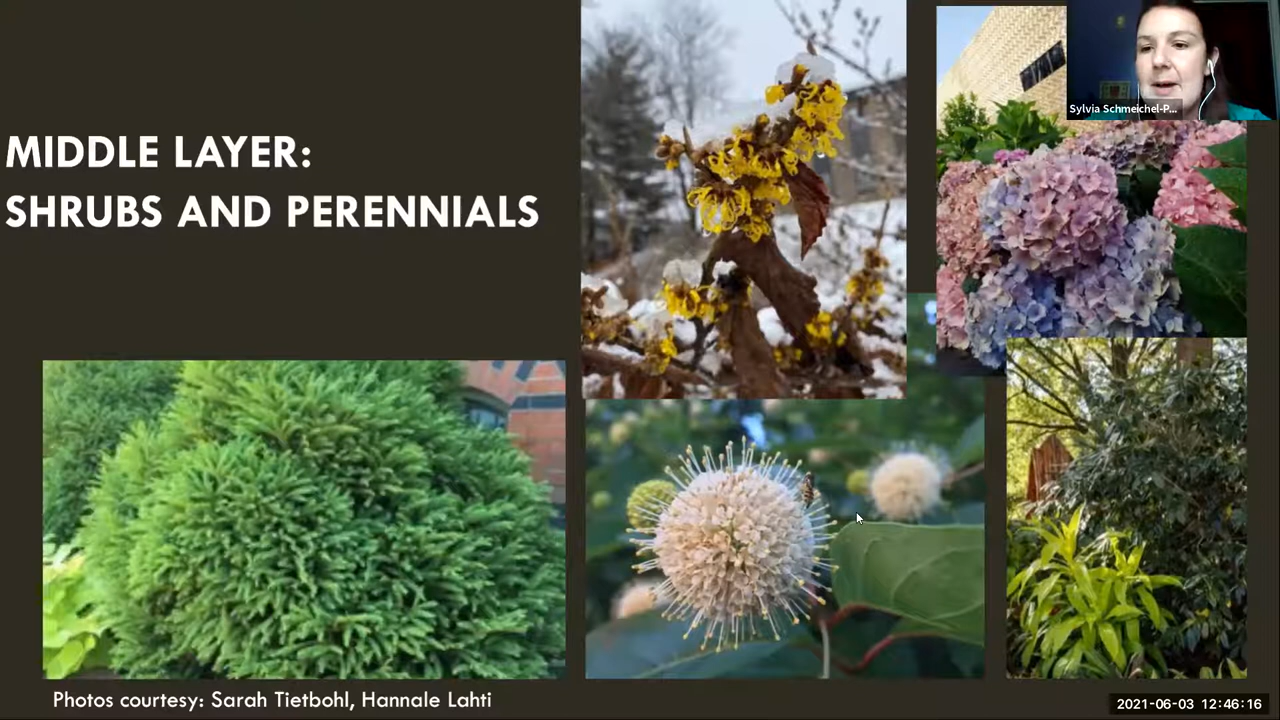 MIDDLE LAYER:
SHRUBS AND PERENNIALS
Sylvia Schmeichel-P...
Photos courtesy: Sarah Tietbohl, Hannale Lahti
2021-06-03 12:46:16